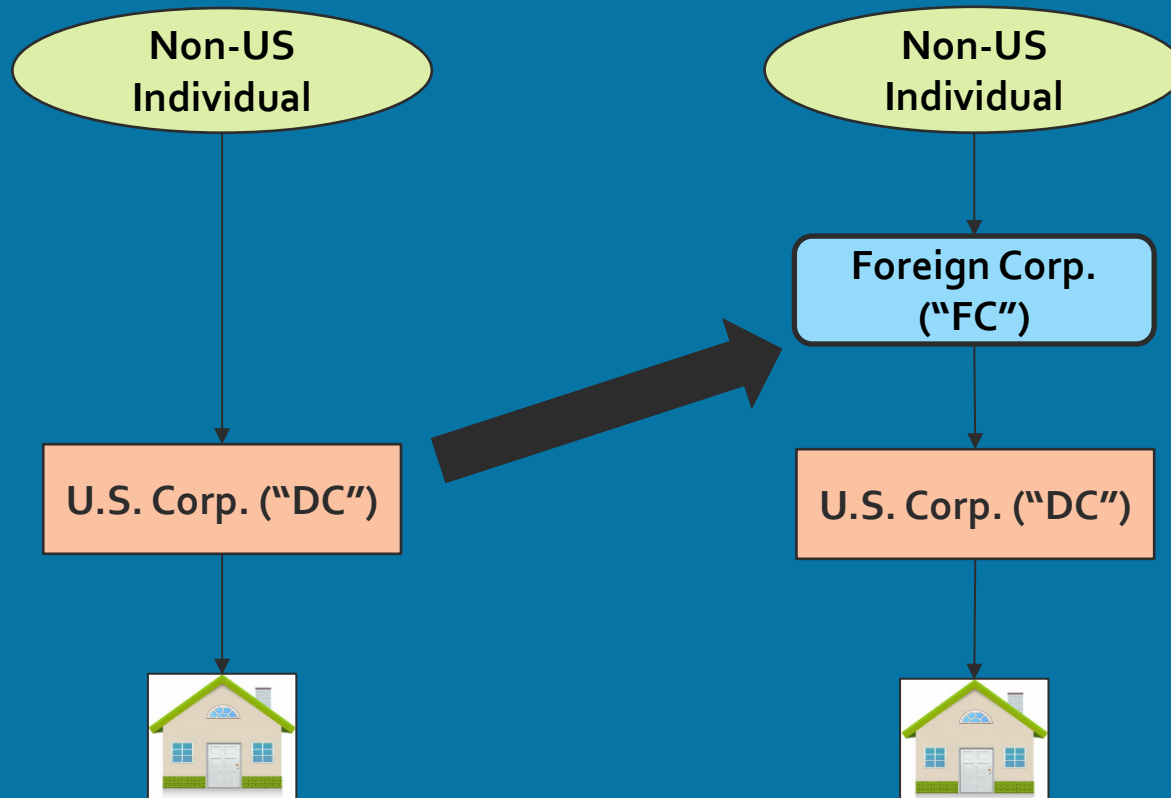 Non-US
Individual
U.S. Corp. (“DC”)
Non-US
Individual
Foreign Corp.
(“FC”)
U.S. Corp. (“DC”)